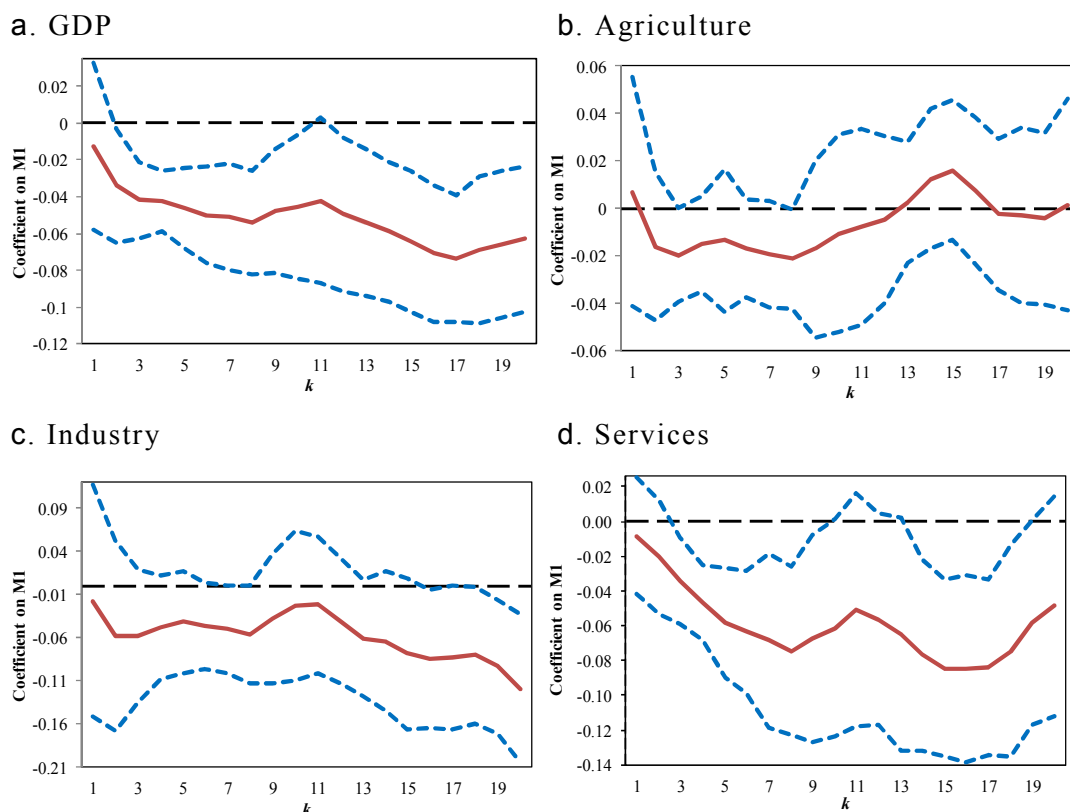 a. GDP
0.02
0
-0.02
-0.04
-0.06
-0.08
-0.1
-0.12
Coefficient on M1
1 3 5 7 9 11 13 15 17 19
k
b. Agriculture
0.06
0.04
0.02
0
-0.02
-0.04
-0.06
Coefficient on M1
1 3 5 7 9 11 13 15 17 19
k
c. Industry
0.09
0.04
-0.01
-0.06
-0.11
-0.16
-0.21
Coefficient on M1
1 3 5 7 9 11 13 15 17 19
k
d. Services
0.02
0.00
-0.02
-0.04
-0.06
-0.08
-0.10
-0.12
-0.14
Coefficient on M1
1 3 5 7 9 11 13 15 17 19
k